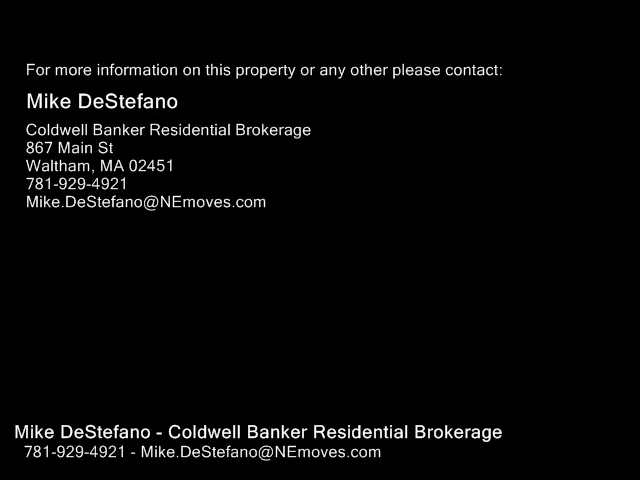 For more information on this property or any other please contact:
Mike DeStefano
Coldwell Banker Residential Brokerage
867 Main St
Waltham, MA 02451
781-929-4921
Mike.DeStefano@NEmoves.com
Mike DeStefano - Coldwell Banker Residential Brokerage
781-929-4921 - Mike.DeStefano@NEmoves.com